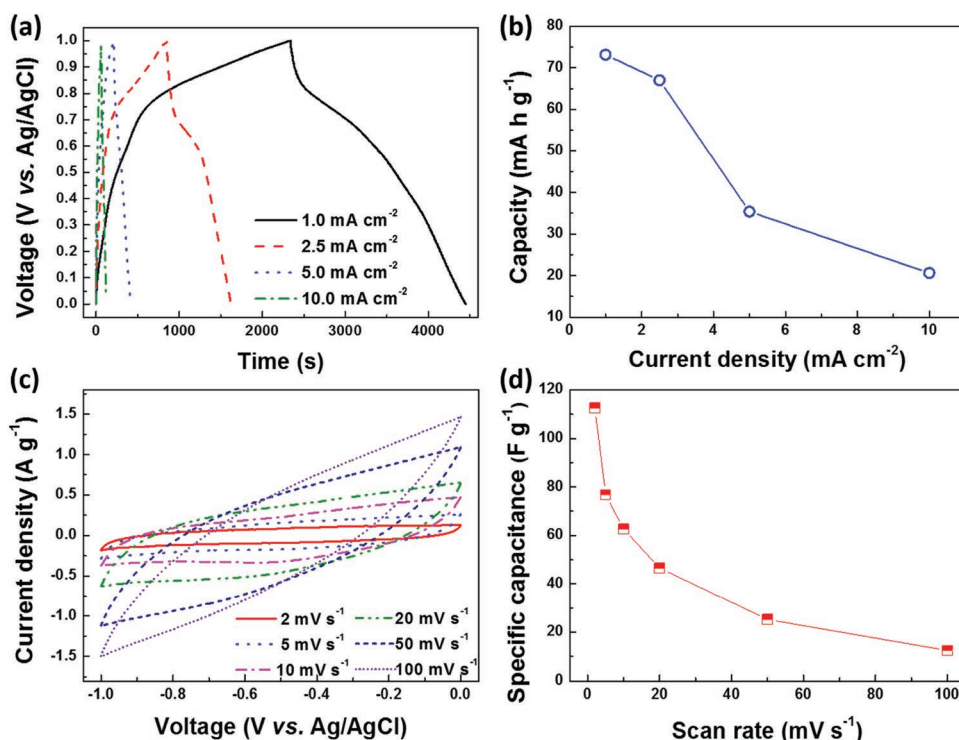 (a)
Voltage (V vs. Ag/AgCl)
1.0
0.9
0.8
0.7
0.6
0.5
0.4
0.3
0.2
0.1
0.0
1.0 mA cm⁻²
2.5 mA cm⁻²
5.0 mA cm⁻²
10.0 mA cm⁻²
0 1000 2000 3000 4000
Time (s)
(b)
Capacity (mA h g⁻¹)
80
70
60
50
40
30
20
10
0 2 4 6 8 10
Current density (mA cm⁻²)
(c)
Current density (A g⁻¹)
1.5
1.0
0.5
0.0
-0.5
-1.0
-1.5
2 mV s⁻¹ 20 mV s⁻¹
5 mV s⁻¹ 50 mV s⁻¹
10 mV s⁻¹ 100 mV s⁻¹
-1.0 -0.8 -0.6 -0.4 -0.2 0.0
Voltage (V vs. Ag/AgCl)
(d)
Specific capacitance (F g⁻¹)
120
100
80
60
40
20
0
0 20 40 60 80 100
Scan rate (mV s⁻¹)